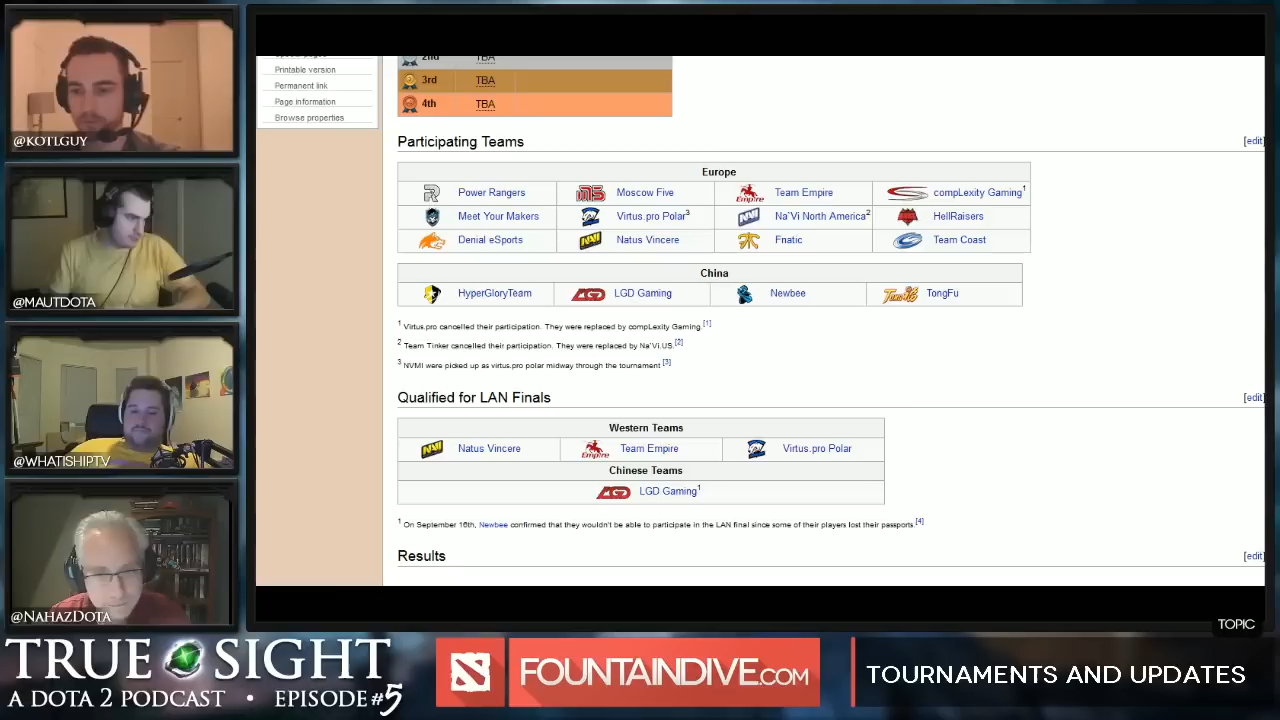 @KOTLGUY
@MAUTDOTA
@WHATISHIPTV
@NAHAZDOTA
Printable version
Permanent link
Page information
Browse properties
2nd TBA
3rd TBA
4th TBA
Participating Teams [edit]
Europe
Power Rangers Moscow Five Team Empire compLexity Gaming1
Meet Your Makers Virtus.pro Polar3 Na`Vi North America2 HellRaisers
Denial eSports Natus Vincere Fnatic Team Coast
China
HyperGloryTeam LGD Gaming Newbee TongFu
1 Virtus.pro cancelled their participation. They were replaced by compLexity Gaming.[1]
2 Team Tinker cancelled their participation. They were replaced by Na`Vi.US.[2]
3 NVMI were picked up as virtus.pro polar midway through the tournament [3]
Qualified for LAN Finals [edit]
Western Teams
Natus Vincere Team Empire Virtus.pro Polar
Chinese Teams
LGD Gaming1
1 On September 16th, Newbee confirmed that they wouldn't be able to participate in the LAN final since some of their players lost their passports.[4]
Results [edit]
TOPIC
TRUE SIGHT
A DOTA 2 PODCAST • EPISODE #5
FOUNTAINDIVE.COM
TOURNAMENTS AND UPDATES